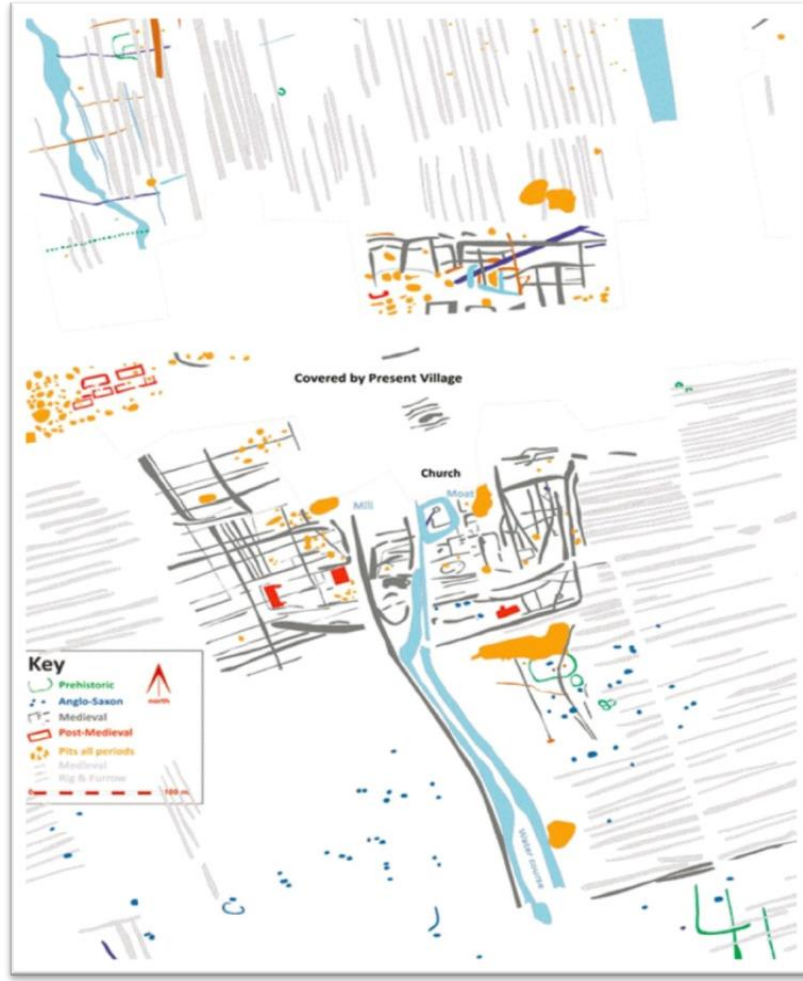 Covered by Present Village
Church
Moat
Mill
Key
Prehistoric
Anglo-Saxon
Medieval
Post-Medieval
Pits all periods
Medieval
Rig & Furrow
north
0
100 m
Water course